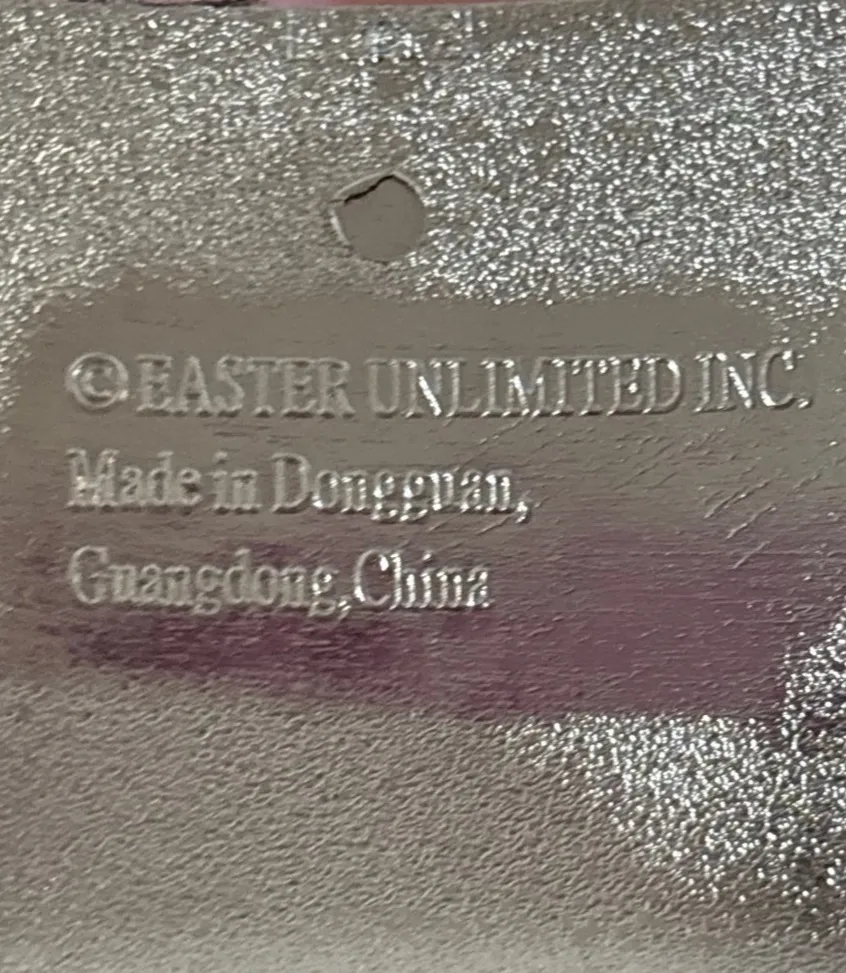 ©EASTER UNLIMITED INC.
Made in Dongguan,
Guangdong,China